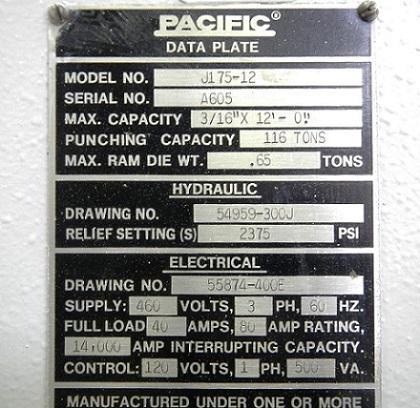 PACIFIC®
DATA PLATE
MODEL NO. J175-12
SERIAL NO. A605
MAX. CAPACITY 3/16"X 12'- 0"
PUNCHING CAPACITY 116 TONS
MAX. RAM DIE WT. .65 TONS
HYDRAULIC
DRAWING NO. 54959-300J
RELIEF SETTING (S) 2375 PSI
ELECTRICAL
DRAWING NO. 55874-400E
SUPPLY: 460 VOLTS, 3 PH, 60 HZ.
FULL LOAD 40 AMPS, 80 AMP RATING,
14,000 AMP INTERRUPTING CAPACITY.
CONTROL: 120 VOLTS, 1 PH, 500 VA.
MANUFACTURED UNDER ONE OR MORE